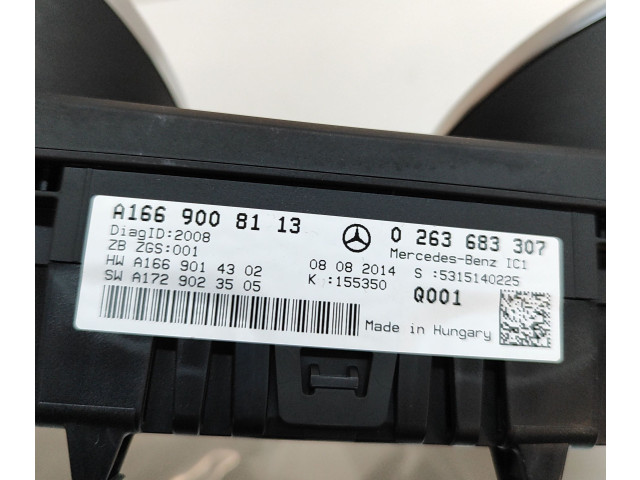 A166 900 81 13 0 263 683 307
DiagID:2008 Mercedes-Benz IC1
ZB ZGS:001
HW A166 901 43 02 08 08 2014 S :5315140225
SW A172 902 35 05 K :155350 Q001
Made in Hungary